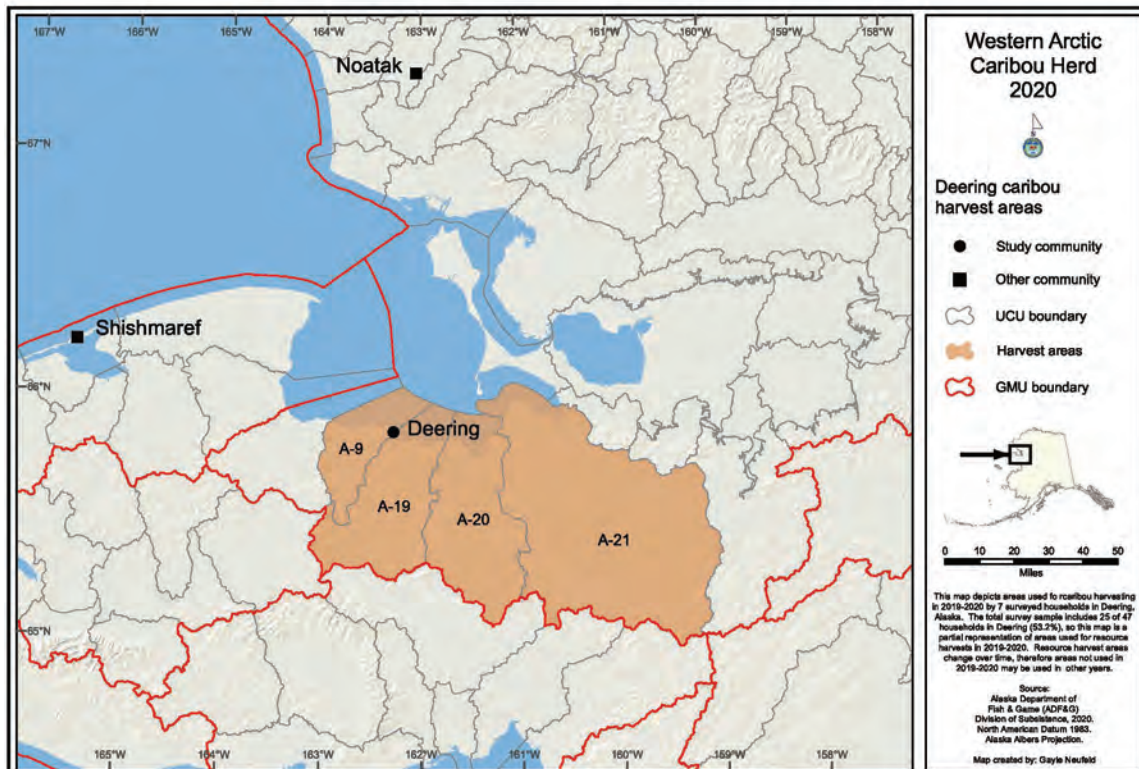 167°W 166°W 165°W 164°W 163°W 162°W 161°W 160°W 159°W 158°W
Noatak
67°N
Shishmaref
66°N
Deering
A-9
A-19
A-20
A-21
65°N
165°W 164°W 163°W 162°W 161°W 160°W 159°W 158°W
Western Arctic
Caribou Herd
2020
Deering caribou
harvest areas
Study community
Other community
UCU boundary
Harvest areas
GMU boundary
0 10 20 30 40 50
Miles
This map depicts areas used fo rcaribou harvesting
in 2019-2020 by 7 surveyed households in Deering,
Alaska. The total survey sample includes 25 of 47
households in Deering (53.2%), so this map is a
partial representation of areas used for resource
harvests in 2019-2020. Resource harvest areas
change over time, therefore areas not used in
2019-2020 may be used in other years.
Source:
Alaska Department of
Fish & Game (ADF&G)
Division of Subsistence, 2020.
North American Datum 1983.
Alaska Albers Projection.
Map created by: Gayle Neufeld